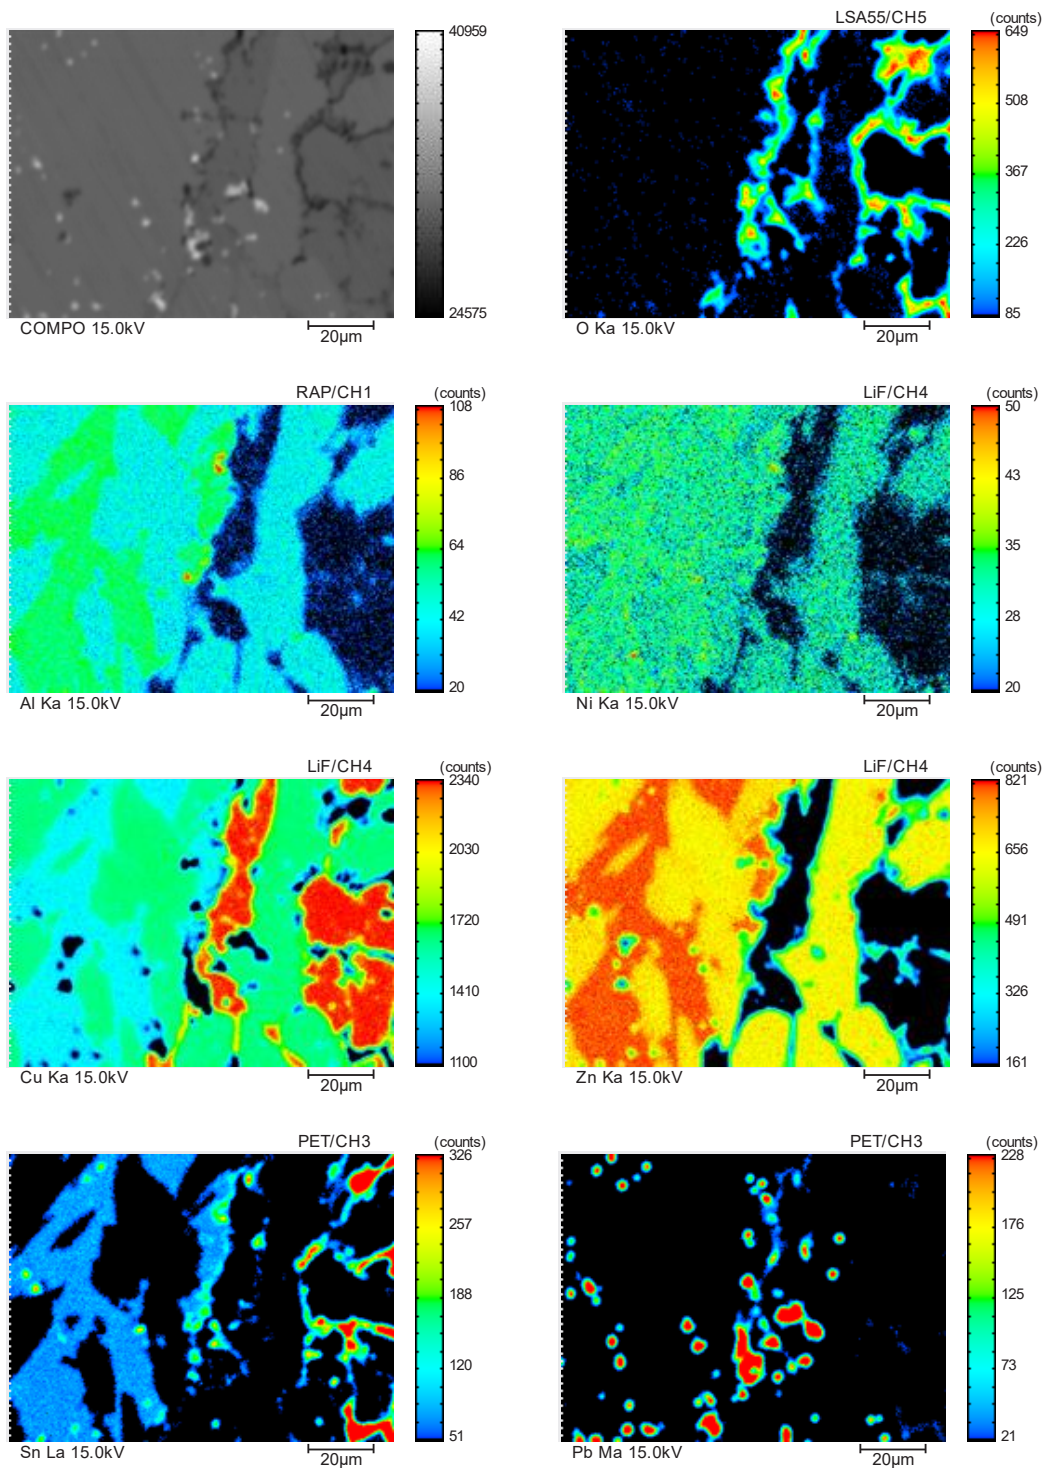 LSA55/CH5 (counts)
40959
24575
COMPO 15.0kV
20µm
649
508
367
226
85
O Ka 15.0kV
20µm
RAP/CH1 (counts)
108
86
64
42
20
Al Ka 15.0kV
20µm
LiF/CH4 (counts)
50
43
35
28
20
Ni Ka 15.0kV
20µm
LiF/CH4 (counts)
2340
2030
1720
1410
1100
Cu Ka 15.0kV
20µm
LiF/CH4 (counts)
821
656
491
326
161
Zn Ka 15.0kV
20µm
PET/CH3 (counts)
326
257
188
120
51
Sn La 15.0kV
20µm
PET/CH3 (counts)
228
176
125
73
21
Pb Ma 15.0kV
20µm